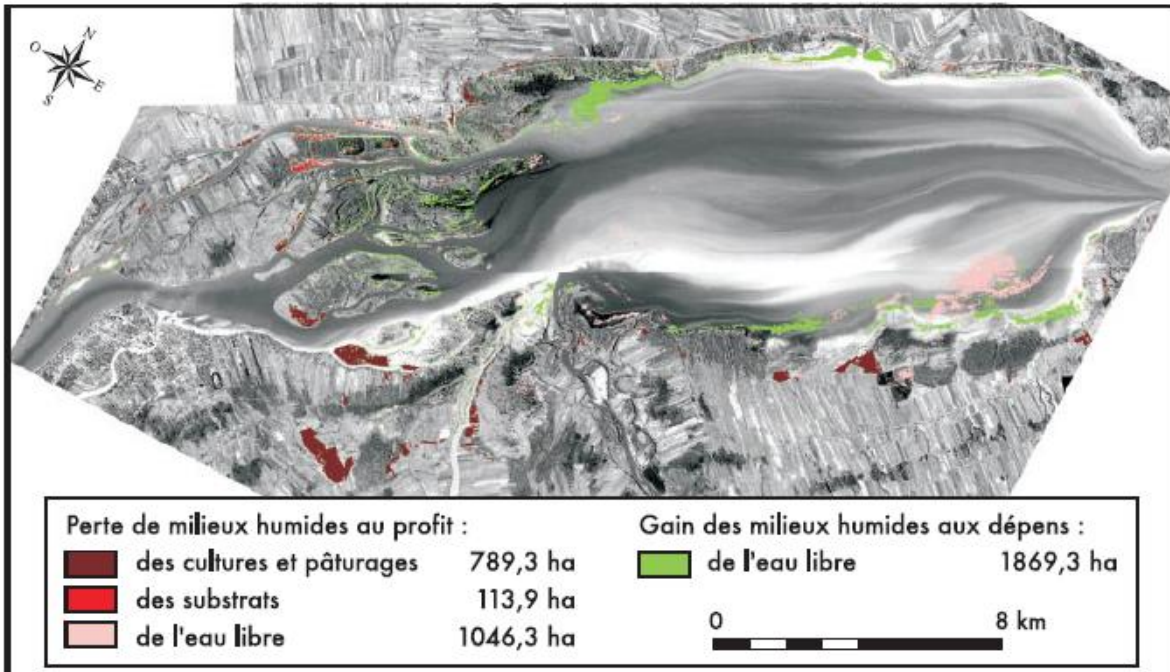 N
O
E
S
Perte de milieux humides au profit :
des cultures et pâturages 789,3 ha
des substrats 113,9 ha
de l'eau libre 1046,3 ha
Gain des milieux humides aux dépens :
de l'eau libre 1869,3 ha
0 8 km